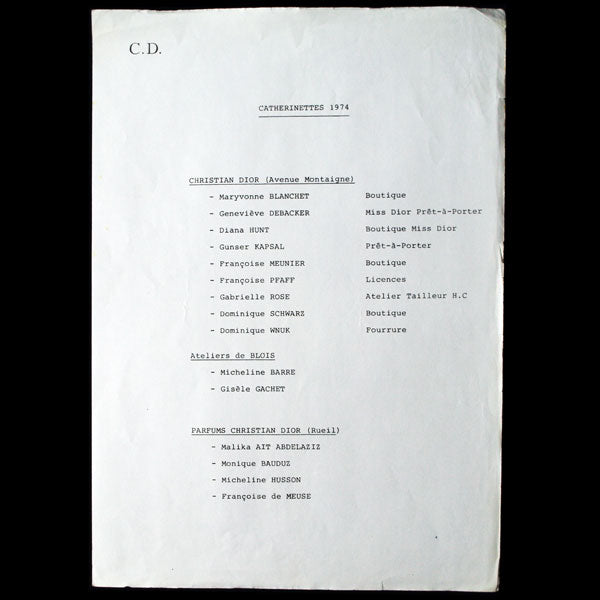 C.D.
CATHERINETTES 1974
CHRISTIAN DIOR (Avenue Montaigne)
- Maryvonne BLANCHET Boutique
- Geneviève DEBACKER Miss Dior Prêt-à-Porter
- Diana HUNT Boutique Miss Dior
- Gunser KAPSAL Prêt-à-Porter
- Françoise MEUNIER Boutique
- Françoise PFAFF Licences
- Gabrielle ROSE Atelier Tailleur H.C
- Dominique SCHWARZ Boutique
- Dominique WNUK Fourrure
Ateliers de BLOIS
- Micheline BARRE
- Gisèle GACHET
PARFUMS CHRISTIAN DIOR (Rueil)
- Malika AIT ABDELAZIZ
- Monique BAUDUZ
- Micheline HUSSON
- Françoise de MEUSE